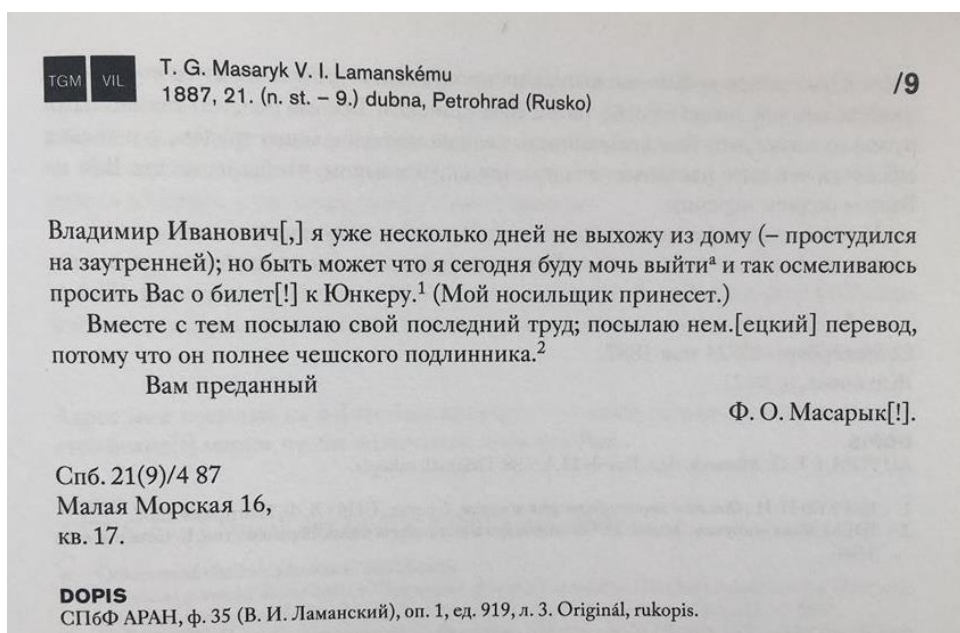 TGM VIL T. G. Masaryk V. I. Lamanskému
1887, 21. (n. st. – 9.) dubna, Petrohrad (Rusko)
/9
Владимир Иванович[,] я уже несколько дней не выхожу из дому (– простудился
на заутренней); но быть может что я сегодня буду мочь выйтиᵃ и так осмеливаюсь
просить Вас о билет[!] к Юнкеру.¹ (Мой носильщик принесет.)
Вместе с тем посылаю свой последний труд; посылаю нем.[ецкий] перевод,
потому что он полнее чешского подлинника.²
Вам преданный
Ф. О. Масарык[!].
Спб. 21(9)/4 87
Малая Морская 16,
кв. 17.
DOPIS
СПбФ АРАН, ф. 35 (В. И. Ламанский), оп. 1, ед. 919, л. 3. Originál, rukopis.